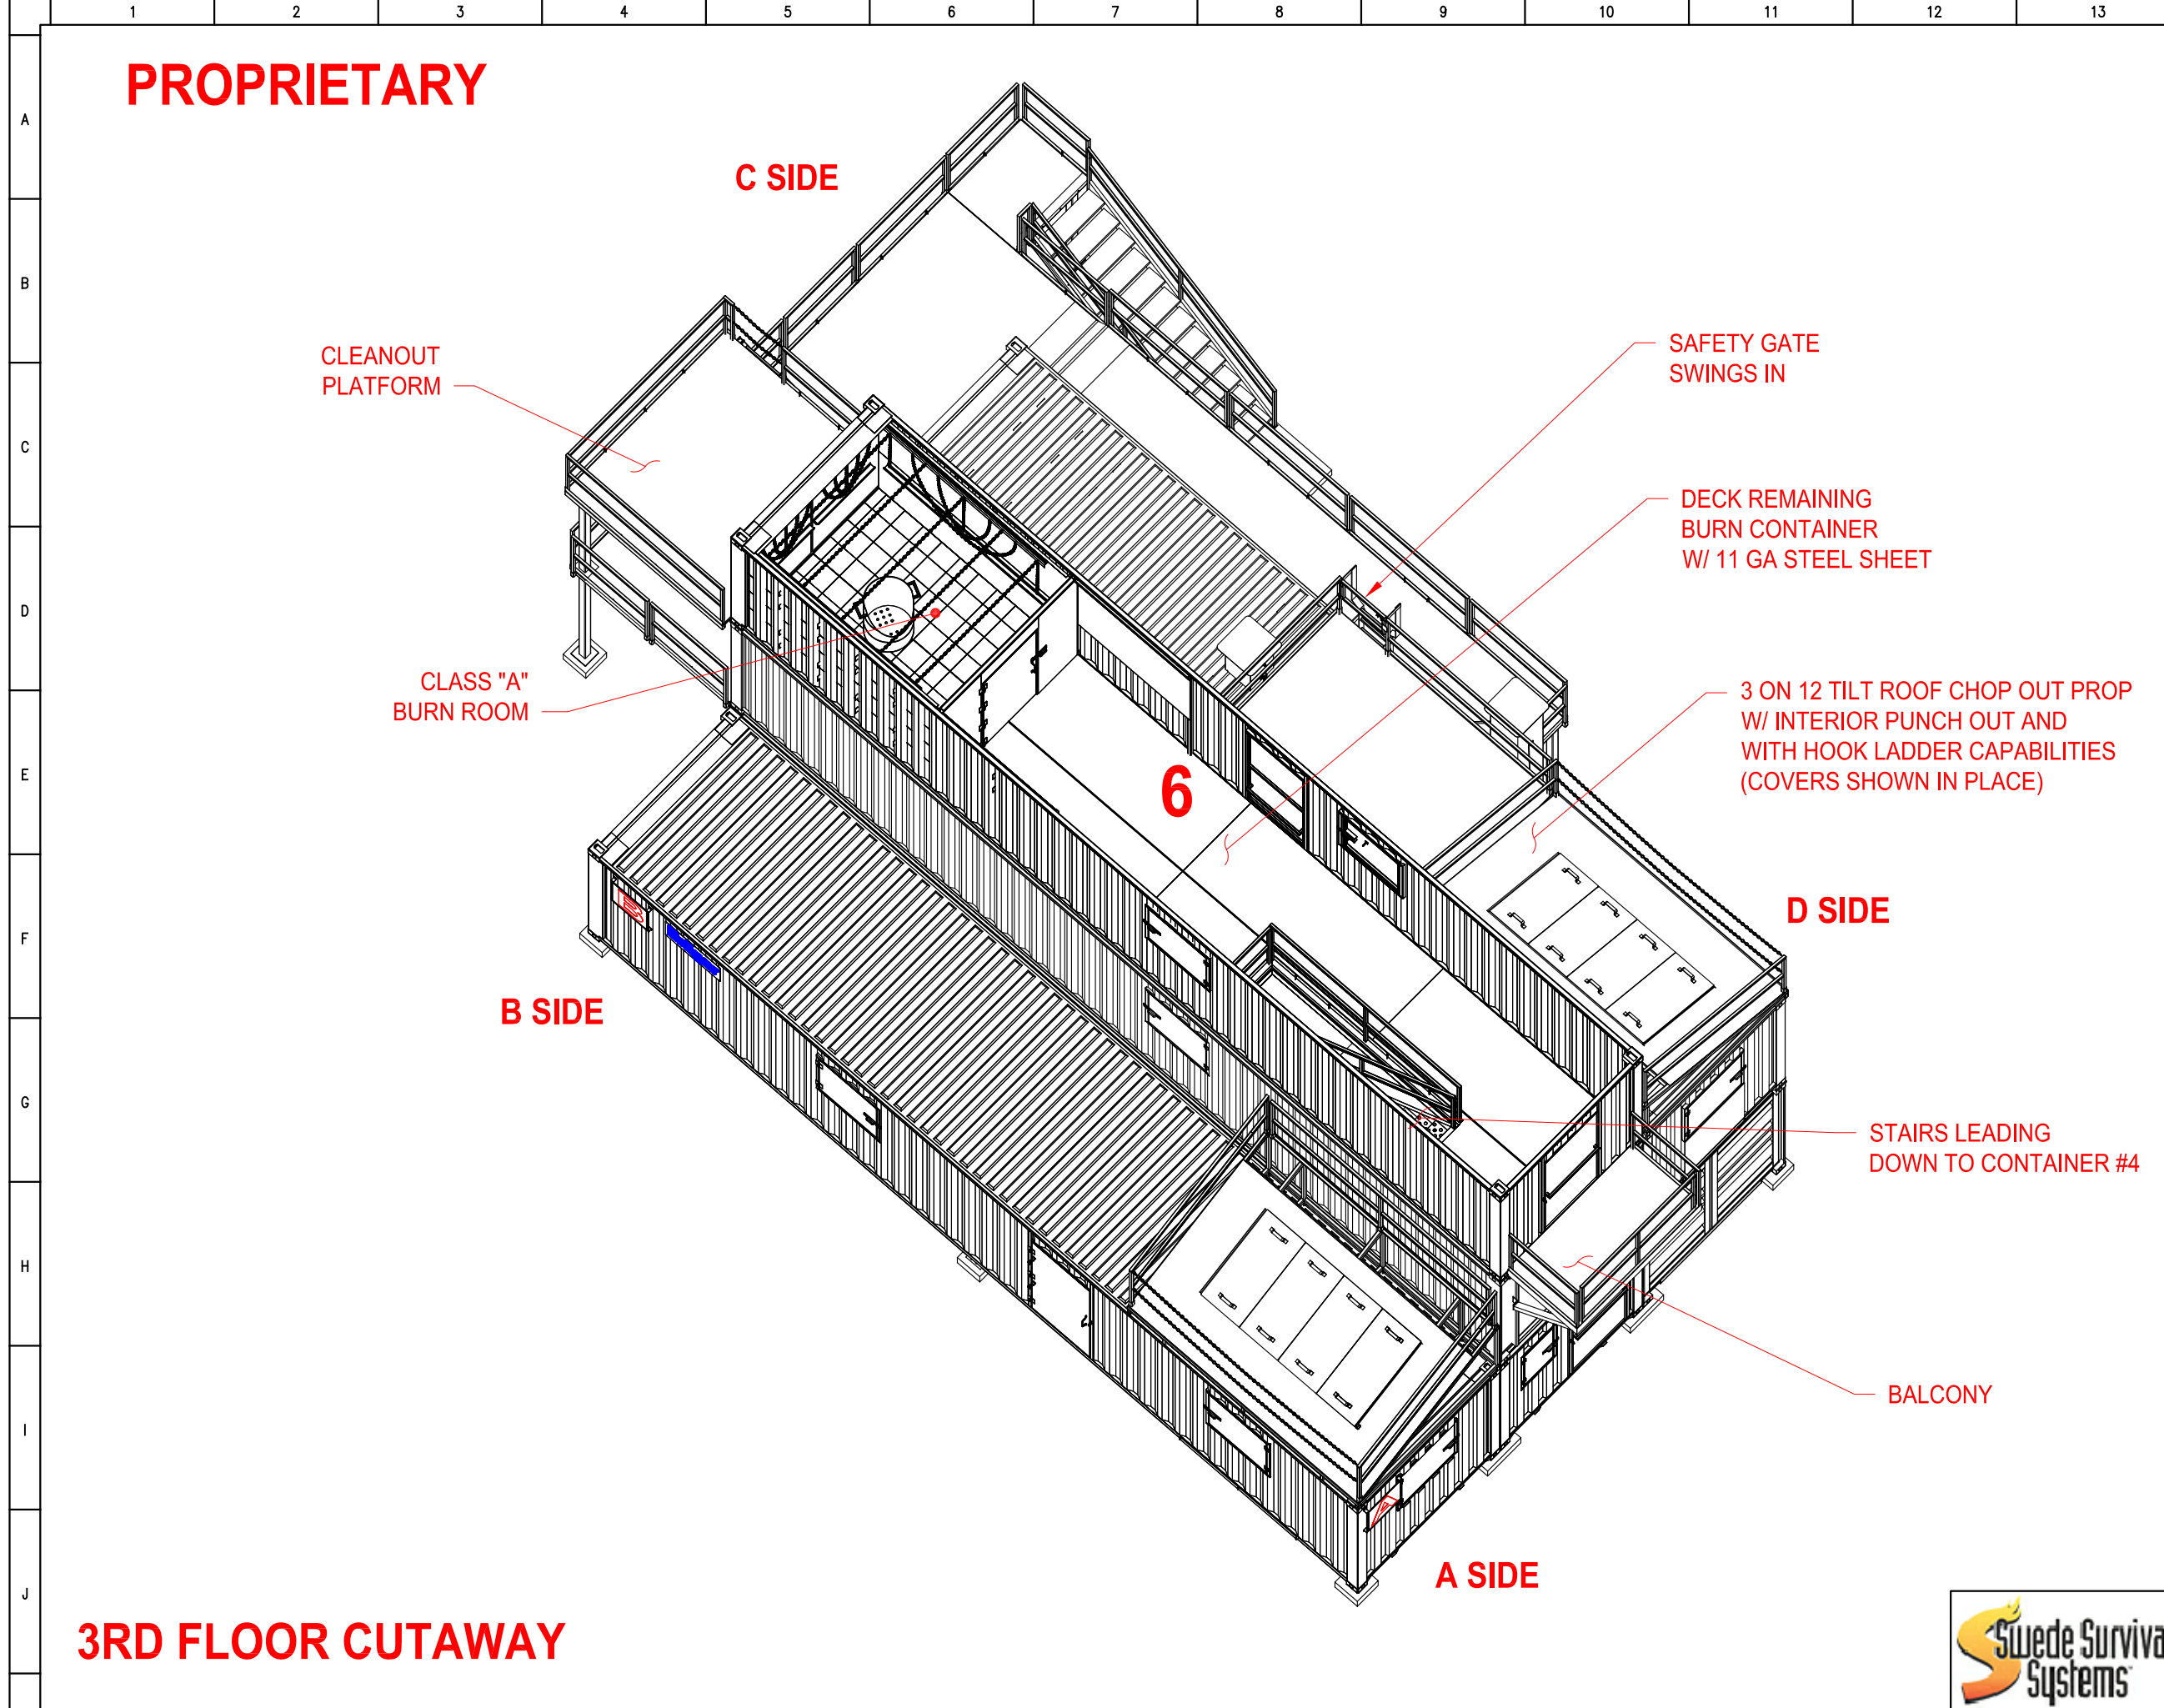 1 2 3 4 5 6 7 8 9 10 11 12 13
A
B
C
D
E
F
G
H
I
J
PROPRIETARY
C SIDE
CLEANOUT
PLATFORM
SAFETY GATE
SWINGS IN
DECK REMAINING
BURN CONTAINER
W/ 11 GA STEEL SHEET
CLASS "A"
BURN ROOM
3 ON 12 TILT ROOF CHOP OUT PROP
W/ INTERIOR PUNCH OUT AND
WITH HOOK LADDER CAPABILITIES
(COVERS SHOWN IN PLACE)
6
D SIDE
B SIDE
STAIRS LEADING
DOWN TO CONTAINER #4
BALCONY
A SIDE
3RD FLOOR CUTAWAY
Swede Surviva
Systems